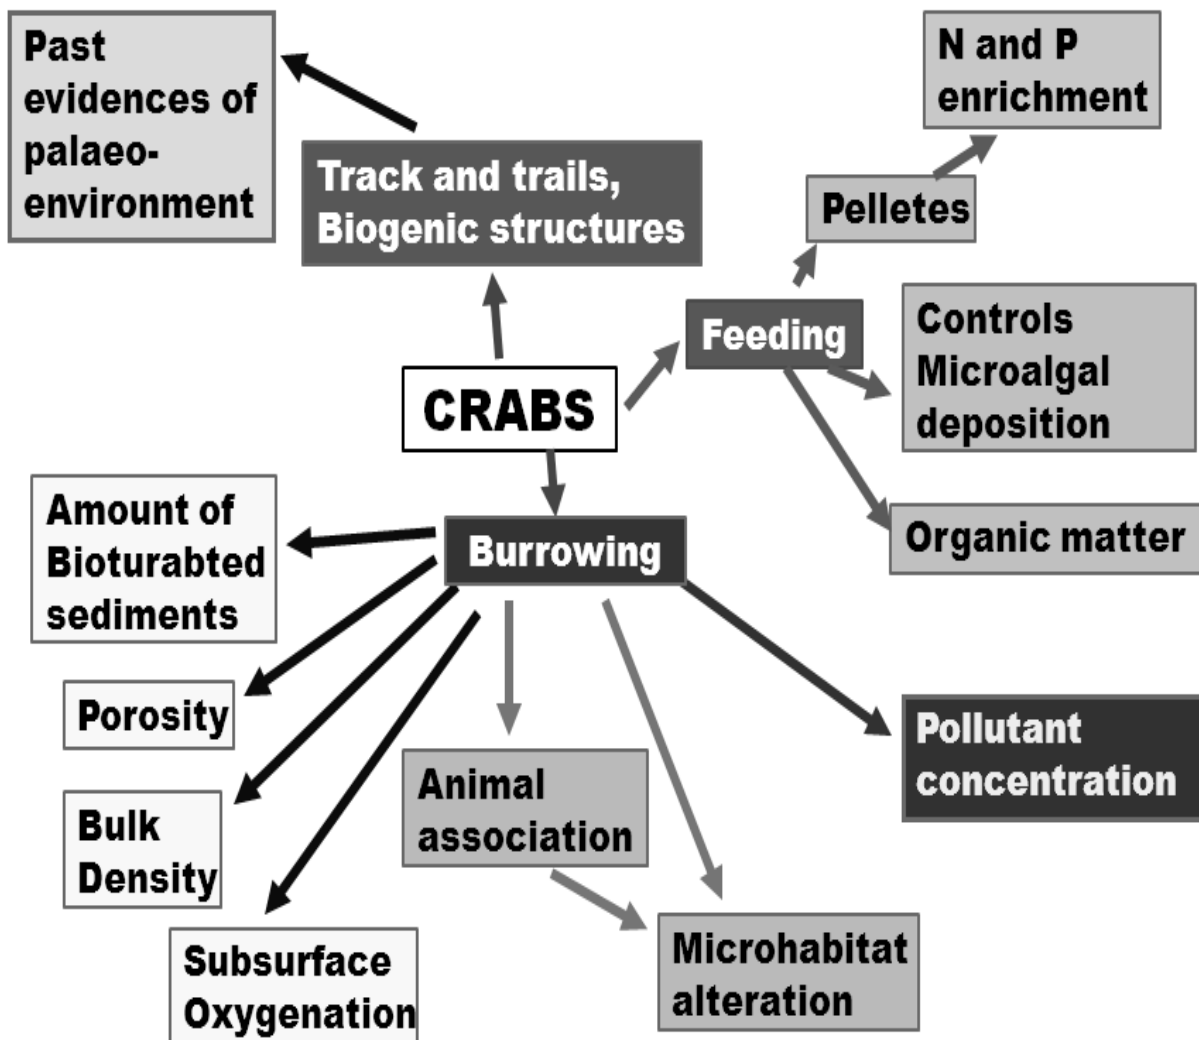 Past
evidences of
palaeo-
environment
N and P
enrichment
Track and trails,
Biogenic structures
Pelletes
Feeding
Controls
Microalgal
deposition
CRABS
Organic matter
Amount of
Bioturabted
sediments
Burrowing
Porosity
Pollutant
concentration
Animal
association
Bulk
Density
Microhabitat
alteration
Subsurface
Oxygenation